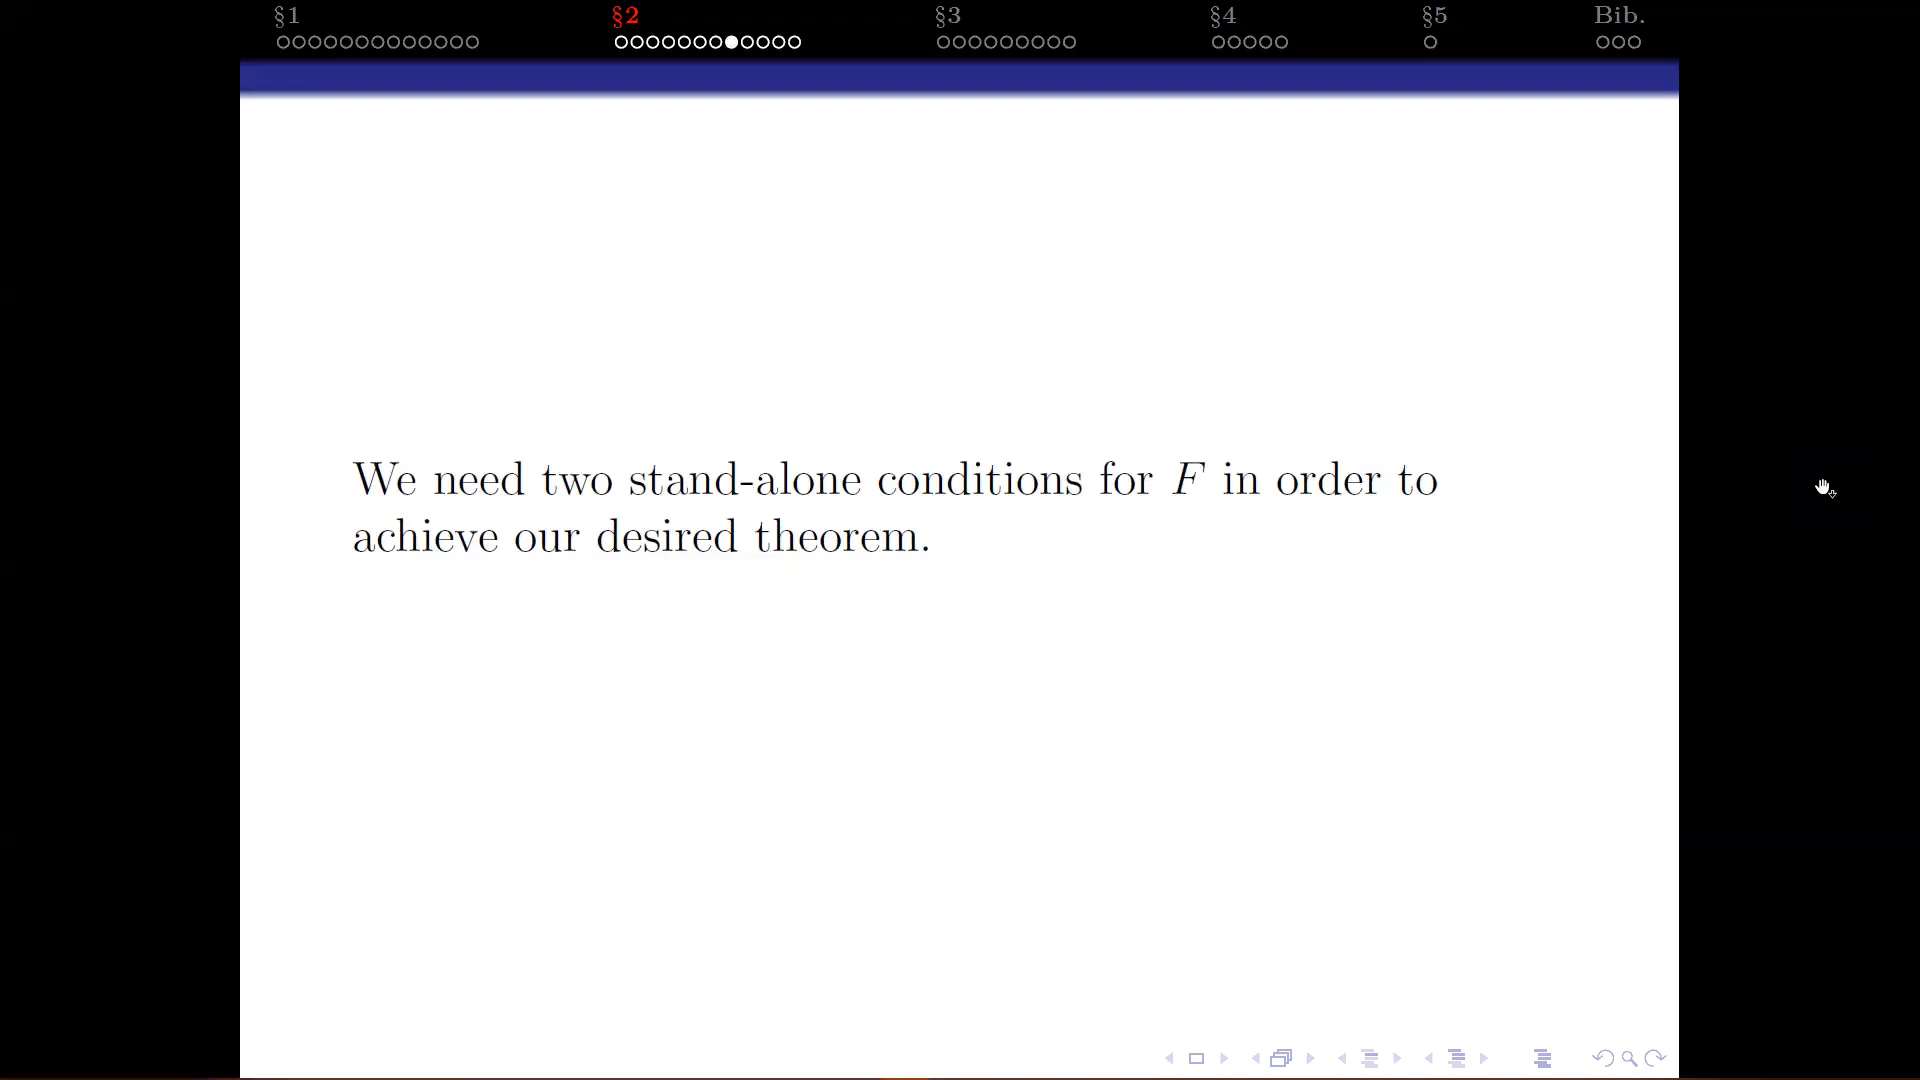 §1 §2 §3 §4 §5 Bib.
We need two stand-alone conditions for F in order to
achieve our desired theorem.